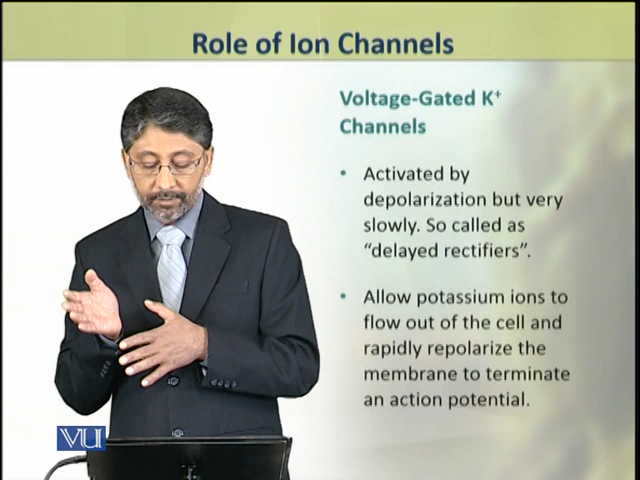 Role of Ion Channels
Voltage-Gated K⁺
Channels
• Activated by
depolarization but very
slowly. So called as
“delayed rectifiers”.
• Allow potassium ions to
flow out of the cell and
rapidly repolarize the
membrane to terminate
an action potential.
VU